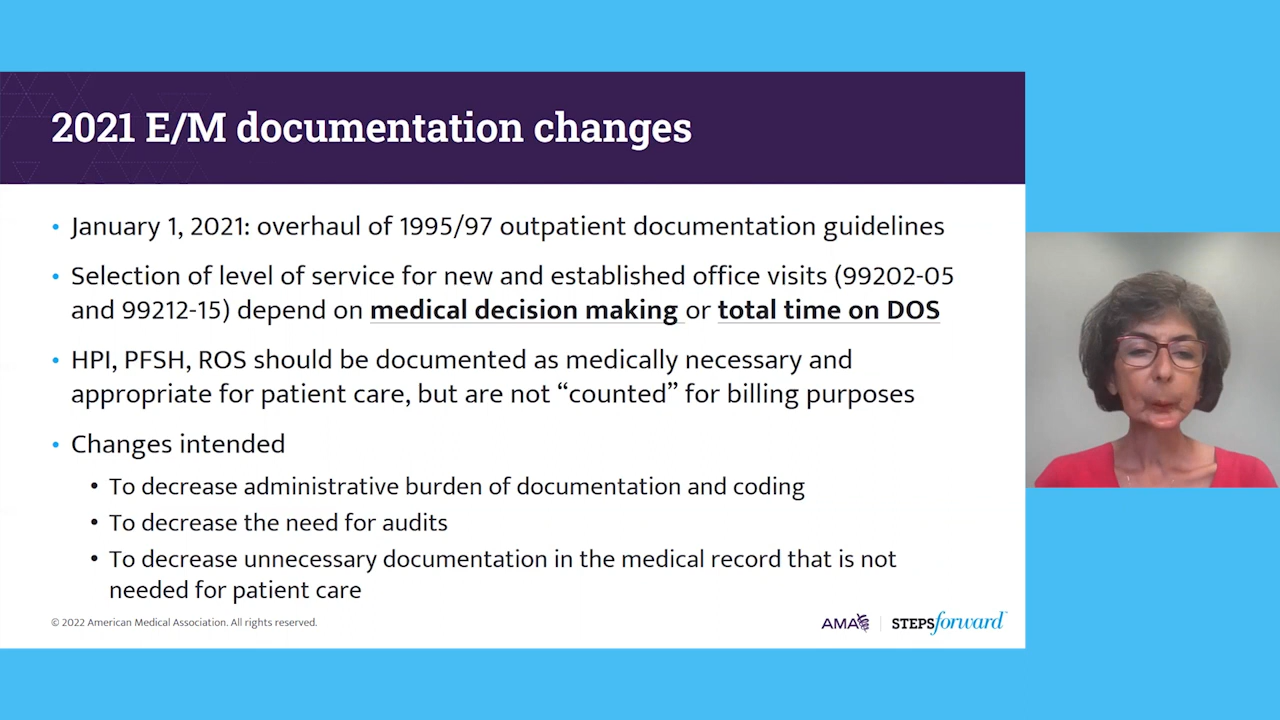 2021 E/M documentation changes
• January 1, 2021: overhaul of 1995/97 outpatient documentation guidelines
• Selection of level of service for new and established office visits (99202-05
and 99212-15) depend on medical decision making or total time on DOS
• HPI, PFSH, ROS should be documented as medically necessary and
appropriate for patient care, but are not “counted” for billing purposes
• Changes intended
• To decrease administrative burden of documentation and coding
• To decrease the need for audits
• To decrease unnecessary documentation in the medical record that is not
needed for patient care
© 2022 American Medical Association. All rights reserved.
AMA | STEPSforward™